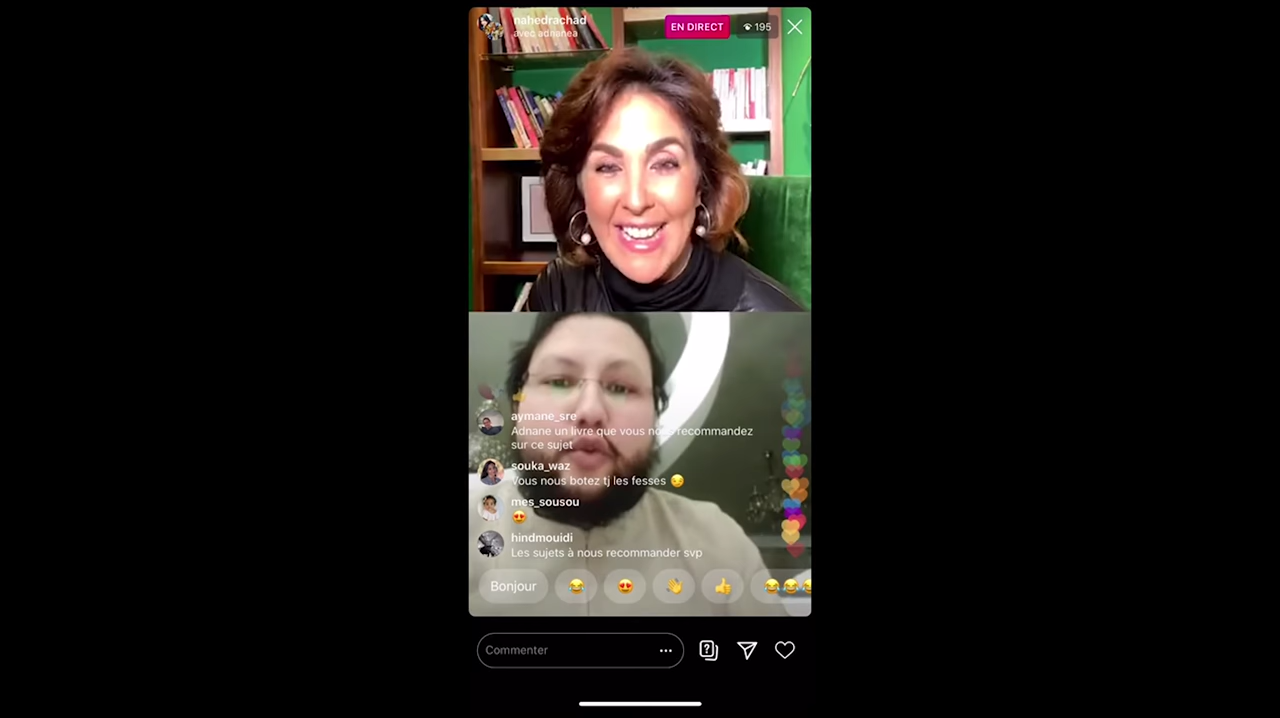 nahedrachad
avec adnanea
EN DIRECT
195
aymane_sre
Adnane un livre que vous nous recommandez
sur ce sujet
souka_waz
Vous nous botez tj les fesses 😏
mes_sousou
😍
hindmouidi
Les sujets à nous recommander svp
Bonjour 😂 😍 👏 👍 😂😂😂
Commenter